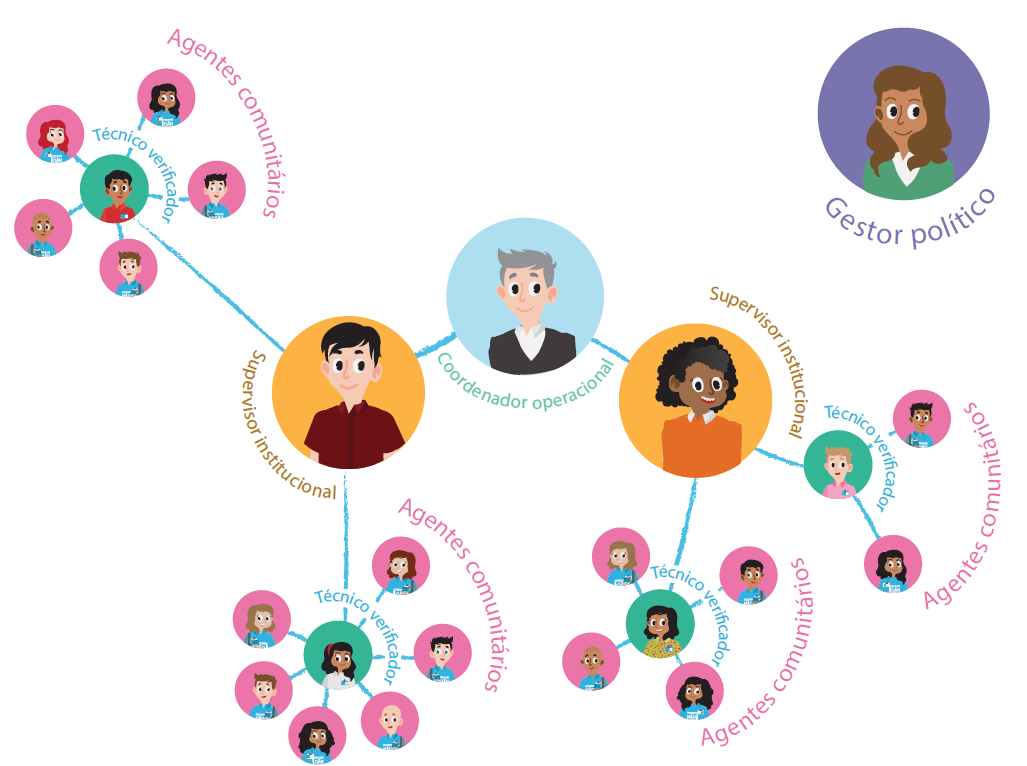 Agentes comunitários
Técnico verificador
Gestor político
Coordenador operacional
Supervisor institucional
Supervisor institucional
Técnico verificador
Agentes comunitários
Agentes comunitários
Técnico verificador
Técnico verificador
Agentes comunitários